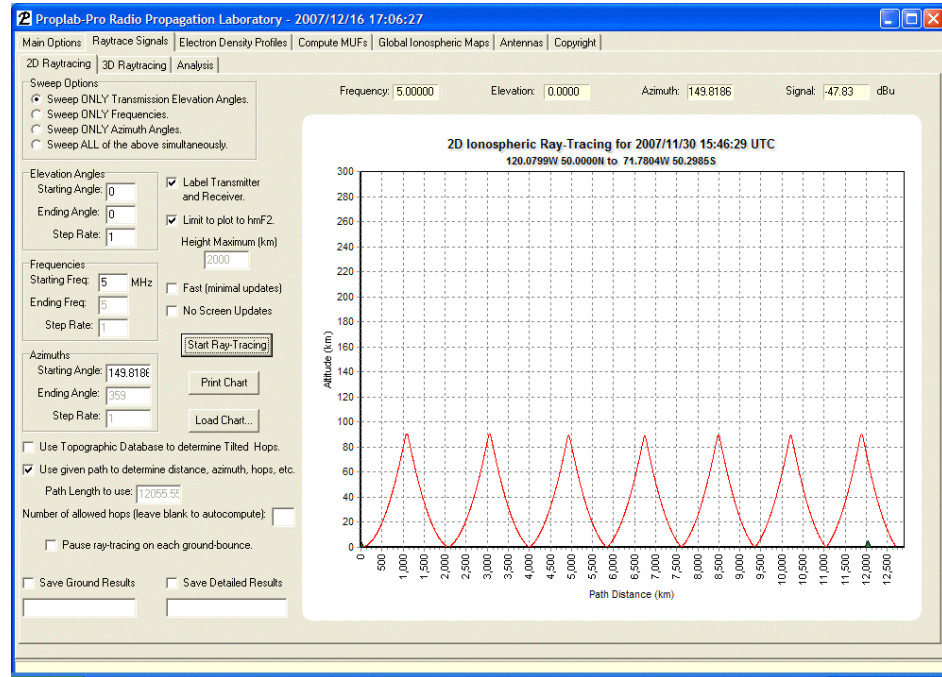 Proplab-Pro Radio Propagation Laboratory - 2007/12/16 17:06:27
Main Options Raytrace Signals Electron Density Profiles Compute MUFs Global Ionospheric Maps Antennas Copyright
2D Raytracing 3D Raytracing Analysis
Sweep Options
Sweep ONLY Transmission Elevation Angles.
Sweep ONLY Frequencies.
Sweep ONLY Azimuth Angles.
Sweep ALL of the above simultaneously.
Elevation Angles
Starting Angle: 0
Ending Angle: 0
Step Rate: 1
Label Transmitter
and Receiver.
Limit to plot to hmF2.
Height Maximum (km)
2000
Frequencies
Starting Freq: 5 MHz
Ending Freq: 5
Step Rate: 1
Fast (minimal updates)
No Screen Updates
Start Ray-Tracing
Azimuths
Starting Angle: 149.8186
Ending Angle: 359
Step Rate: 1
Print Chart
Load Chart...
Use Topographic Database to determine Tilted Hops.
Use given path to determine distance, azimuth, hops, etc.
Path Length to use: 12055.55
Number of allowed hops (leave blank to autocompute):
Pause ray-tracing on each ground-bounce.
Save Ground Results
Save Detailed Results
Frequency: 5.00000 Elevation: 0.0000 Azimuth: 149.8186 Signal: -47.83 dBu
2D Ionospheric Ray-Tracing for 2007/11/30 15:46:29 UTC
120.0799W 50.0000N to 71.7804W 50.2985S
Altitude (km)
300
280
260
240
220
200
180
160
140
120
100
80
60
40
20
0
0 500 1,000 1,500 2,000 2,500 3,000 3,500 4,000 4,500 5,000 5,500 6,000 6,500 7,000 7,500 8,000 8,500 9,000 9,500 10,000 10,500 11,000 11,500 12,000 12,500
Path Distance (km)